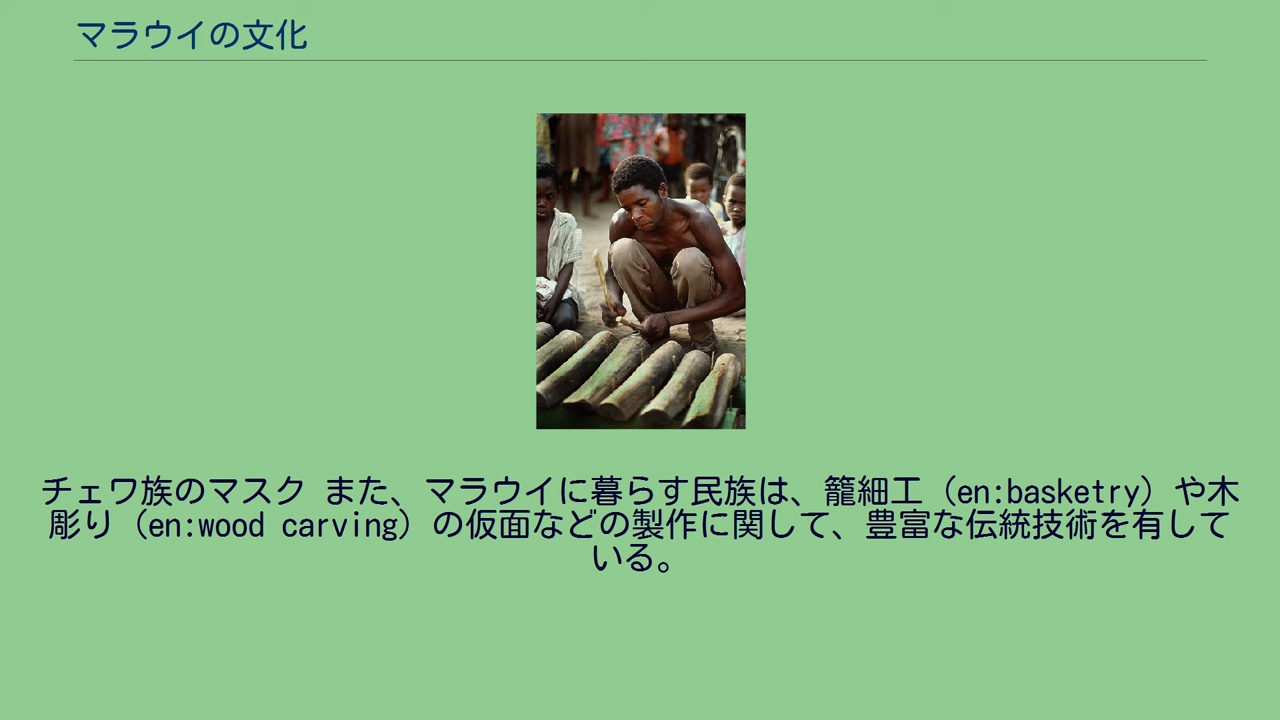 マラウイの文化
チェワ族のマスク また、マラウイに暮らす民族は、籠細工（en:basketry）や木
彫り（en:wood carving）の仮面などの製作に関して、豊富な伝統技術を有して
いる。